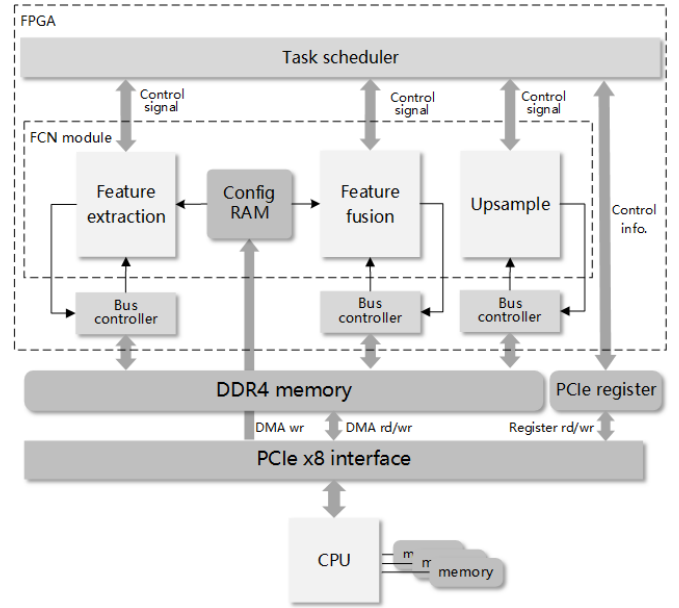 FPGA
Task scheduler
Control
signal
Control
signal
Control
signal
FCN module
Feature
extraction
Config
RAM
Feature
fusion
Upsample
Control
info.
Bus
controller
Bus
controller
Bus
controller
DDR4 memory
PCIe register
DMA wr
DMA rd/wr
Register rd/wr
PCIe x8 interface
CPU
m
m
memory